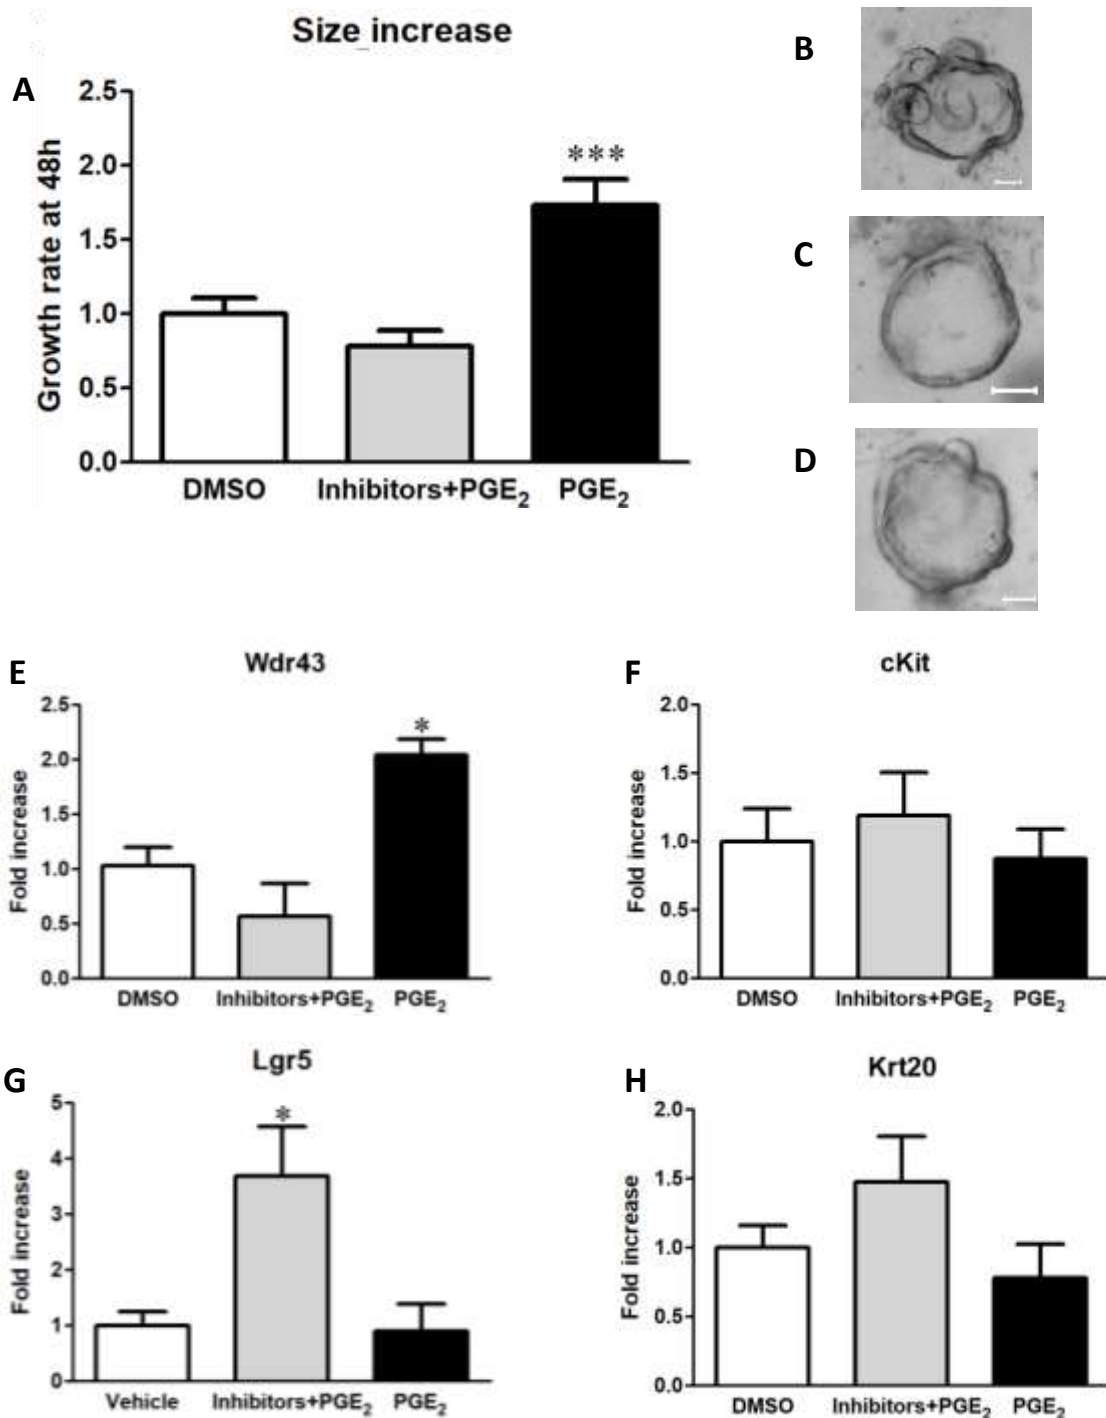 Size_increase
A
Growth rate at 48h
2.5
2.0
1.5
1.0
0.5
0.0
***
DMSO Inhibitors+PGE2 PGE2
B
C
D
E
Wdr43
Fold increase
2.5
2.0
1.5
1.0
0.5
0.0
*
DMSO Inhibitors+PGE2 PGE2
F
cKit
Fold increase
2.0
1.5
1.0
0.5
0.0
DMSO Inhibitors+PGE2 PGE2
G
Lgr5
Fold increase
5
4
3
2
1
0
*
Vehicle Inhibitors+PGE2 PGE2
H
Krt20
Fold increase
2.0
1.5
1.0
0.5
0.0
DMSO Inhibitors+PGE2 PGE2